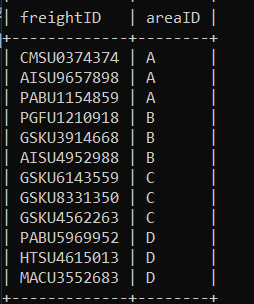 | freightID | areaID |
+-------------+--------+
| CMSU0374374 | A |
| AISU9657898 | A |
| PABU1154859 | A |
| PGFU1210918 | B |
| GSKU3914668 | B |
| AISU4952988 | B |
| GSKU6143559 | C |
| GSKU8331350 | C |
| GSKU4562263 | C |
| PABU5969952 | D |
| HTSU4615013 | D |
| MACU3552683 | D |
+-------------+--------+